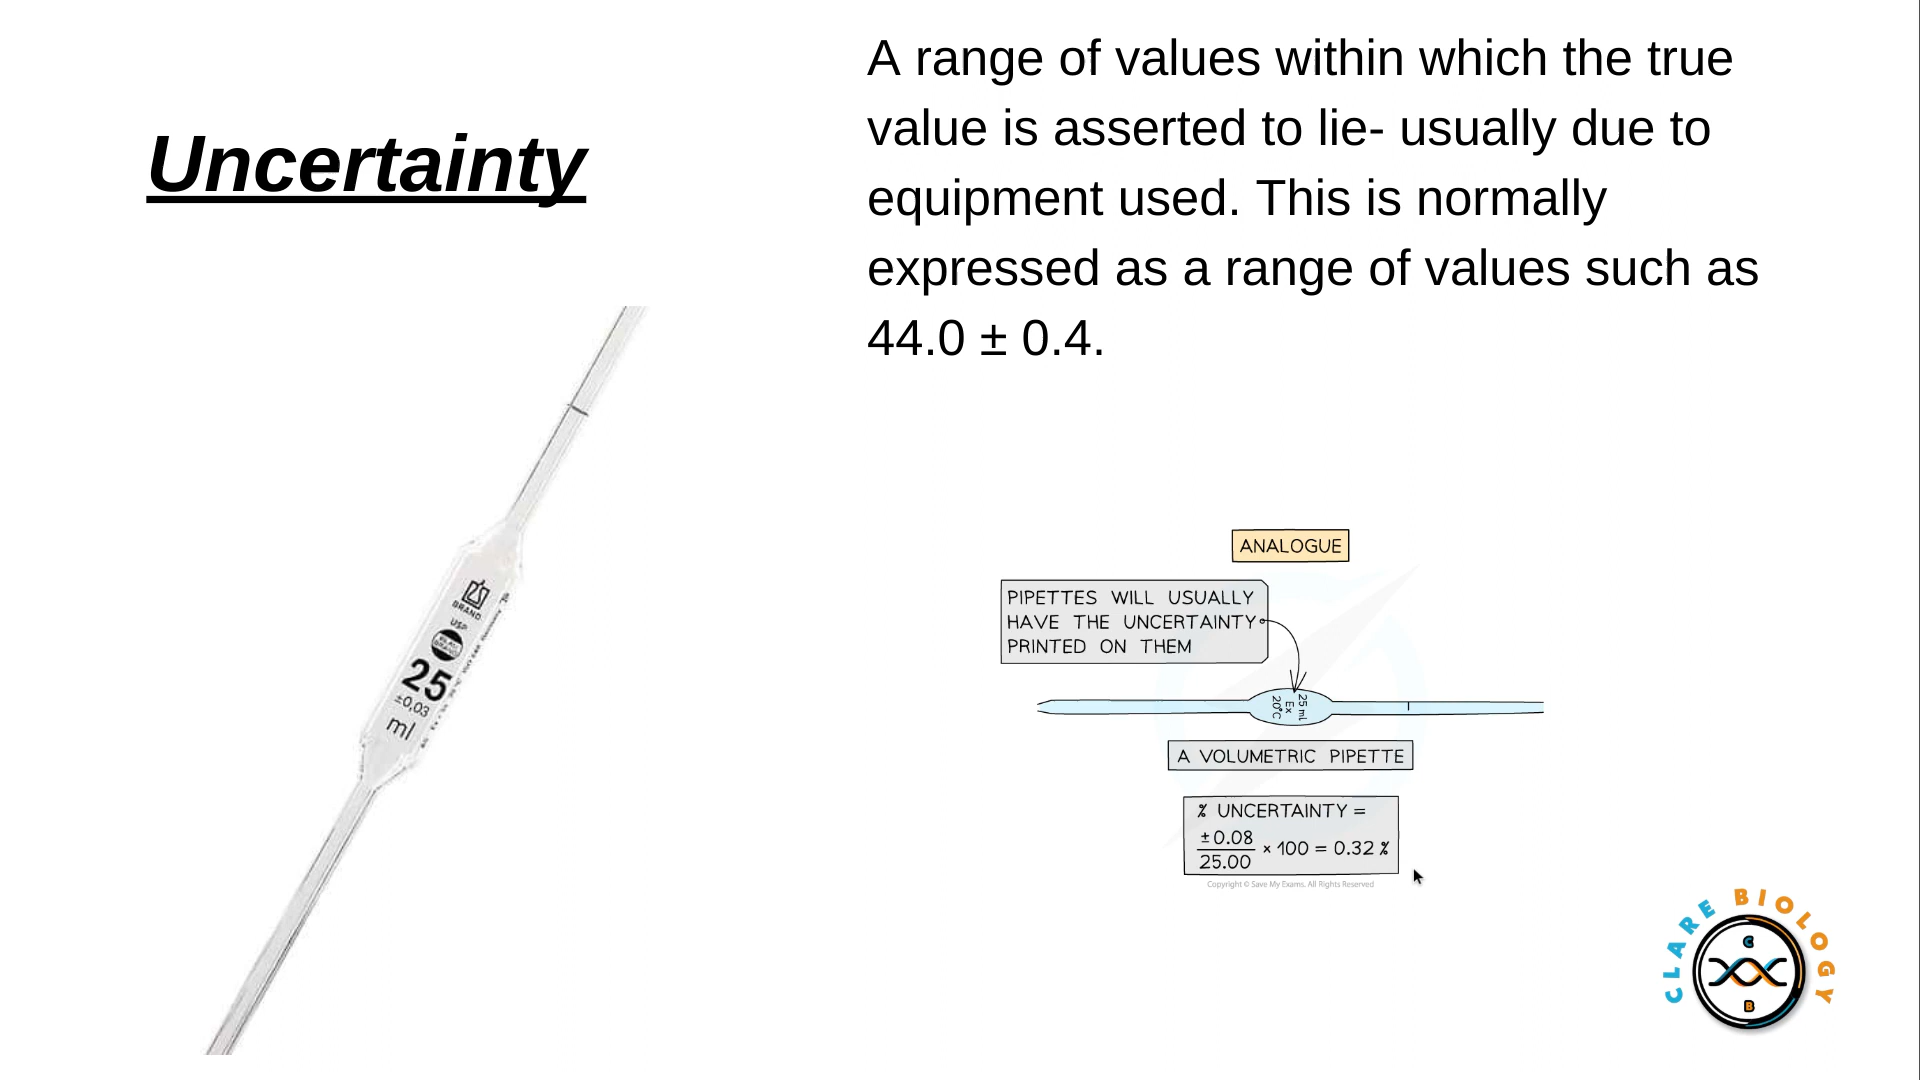 Uncertainty
A range of values within which the true
value is asserted to lie- usually due to
equipment used. This is normally
expressed as a range of values such as
44.0 ± 0.4.
BRAND
USP
25
±0,03
ml
ANALOGUE
PIPETTES WILL USUALLY
HAVE THE UNCERTAINTY
PRINTED ON THEM
25 ml
Ex
20°C
A VOLUMETRIC PIPETTE
% UNCERTAINTY =
±0.08
25.00
× 100 = 0.32 %
Copyright © Save My Exams. All Rights Reserved
CLARE BIOLOGY
C
B